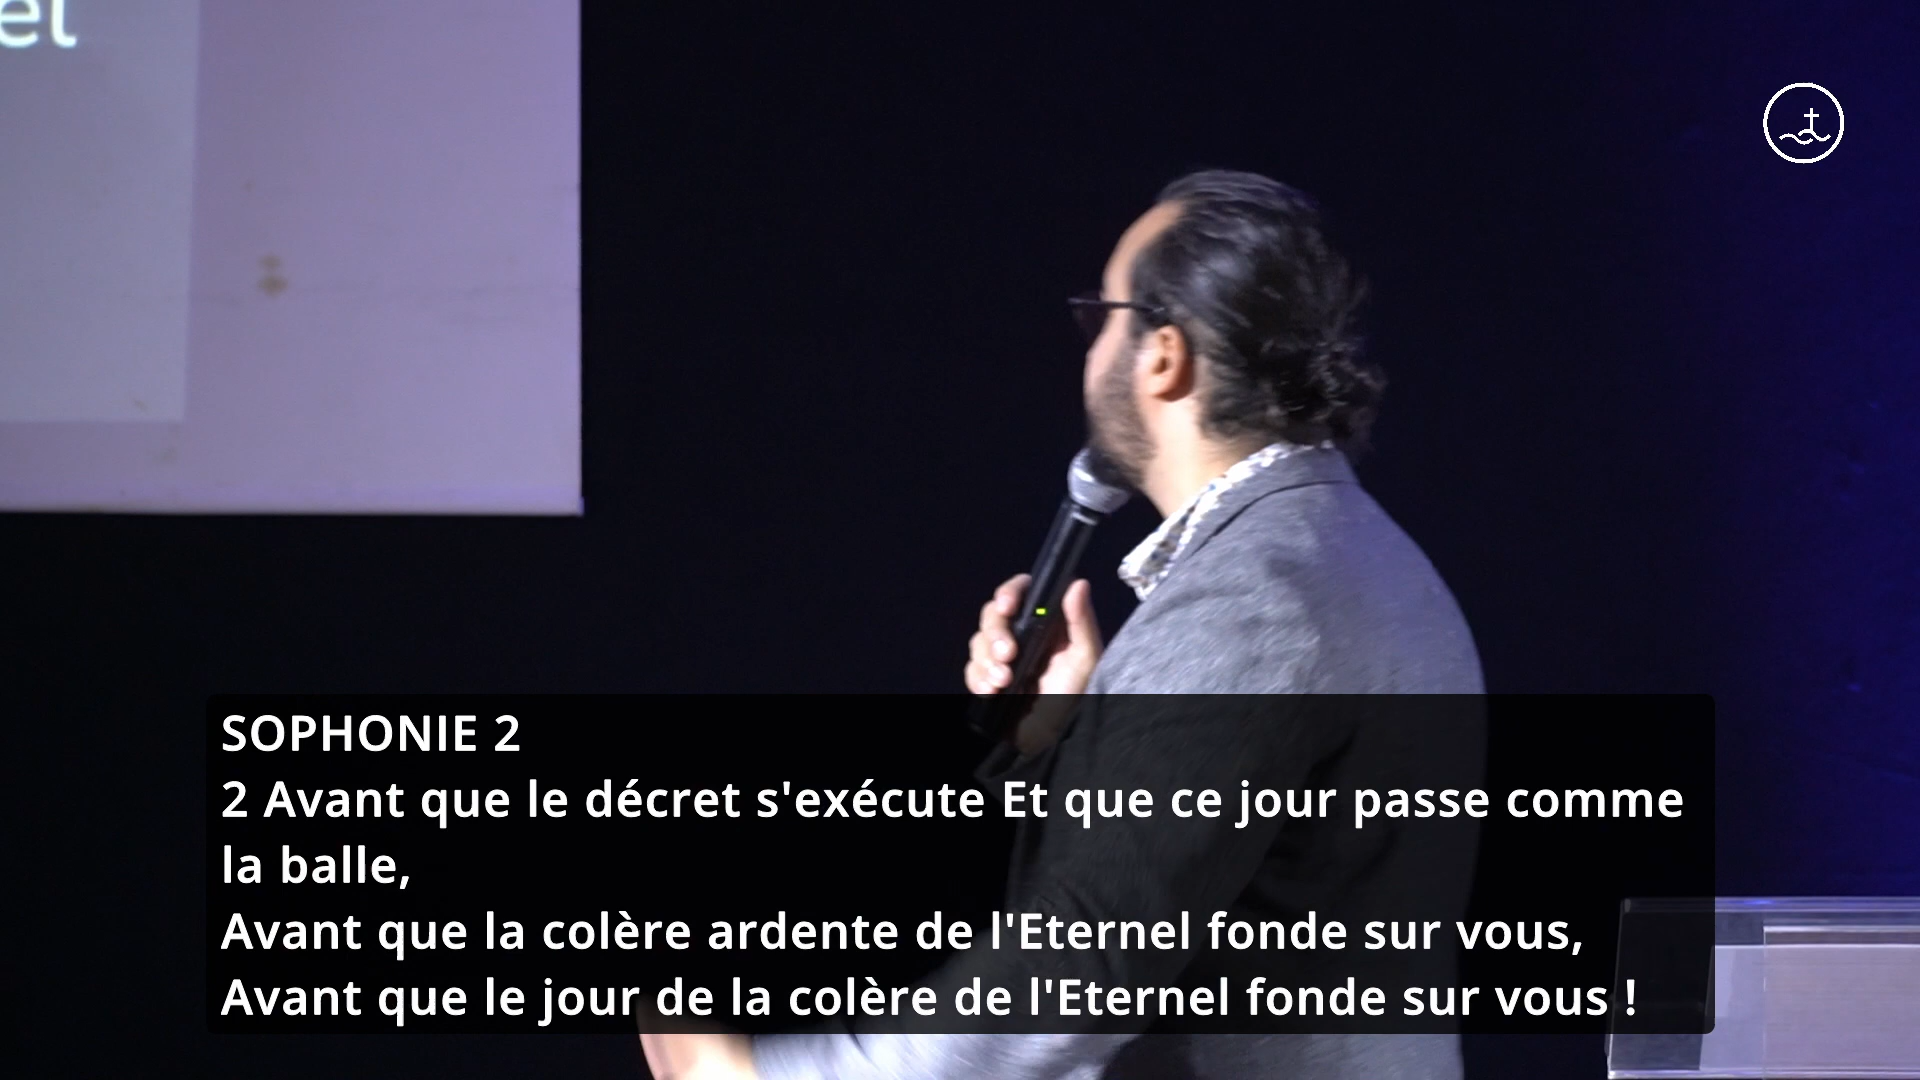 el
SOPHONIE 2
2 Avant que le décret s'exécute Et que ce jour passe comme
la balle,
Avant que la colère ardente de l'Eternel fonde sur vous,
Avant que le jour de la colère de l'Eternel fonde sur vous !